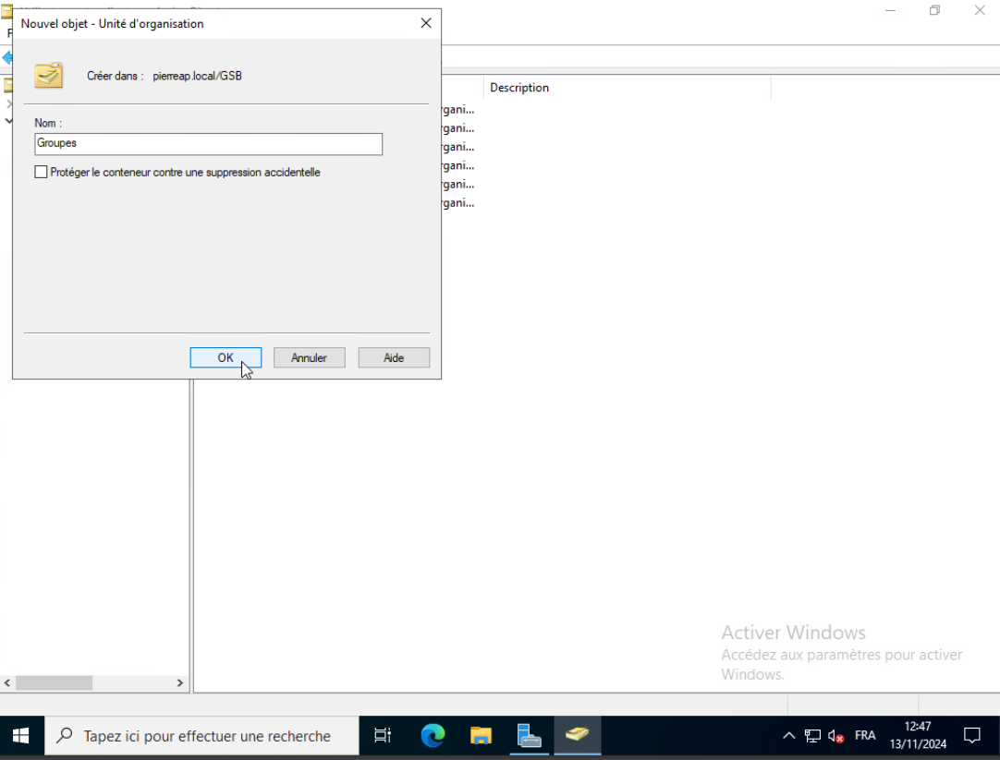 Nouvel objet - Unité d'organisation
Créer dans : pierreap.local/GSB
Nom :
Groupes
Protéger le conteneur contre une suppression accidentelle
OK
Annuler
Aide
Description
rgani...
rgani...
rgani...
rgani...
rgani...
rgani...
Activer Windows
Accédez aux paramètres pour activer
Windows.
Tapez ici pour effectuer une recherche
FRA
12:47
13/11/2024